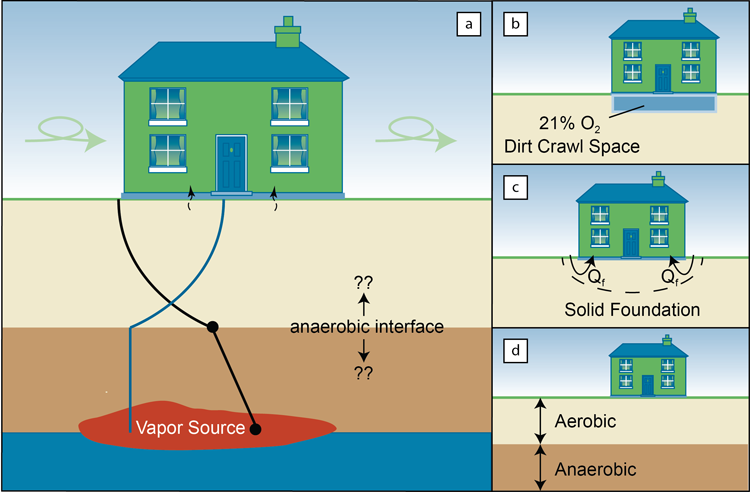 a
??
anaerobic interface
??
Vapor Source
b
21% O₂
Dirt Crawl Space
c
Qf Qf
Solid Foundation
d
Aerobic
Anaerobic